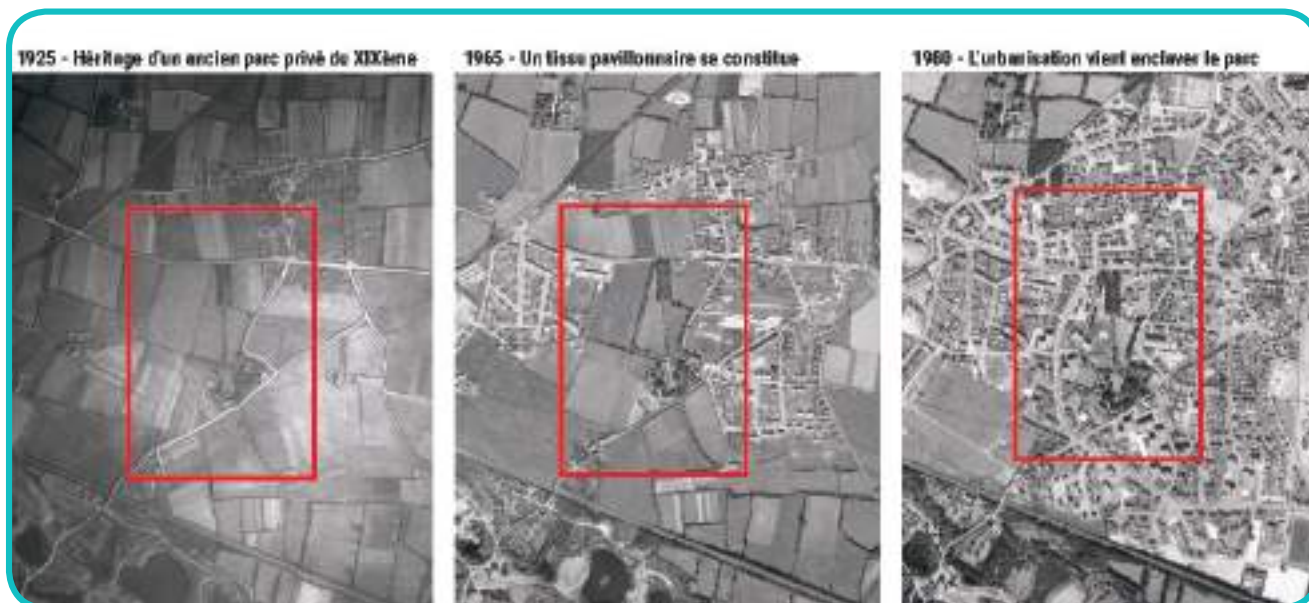 1925 - Héritage d'un ancien parc privé du XIXème
1965 - Un tissu pavillonnaire se constitue
1980 - L'urbanisation vient enclaver le parc